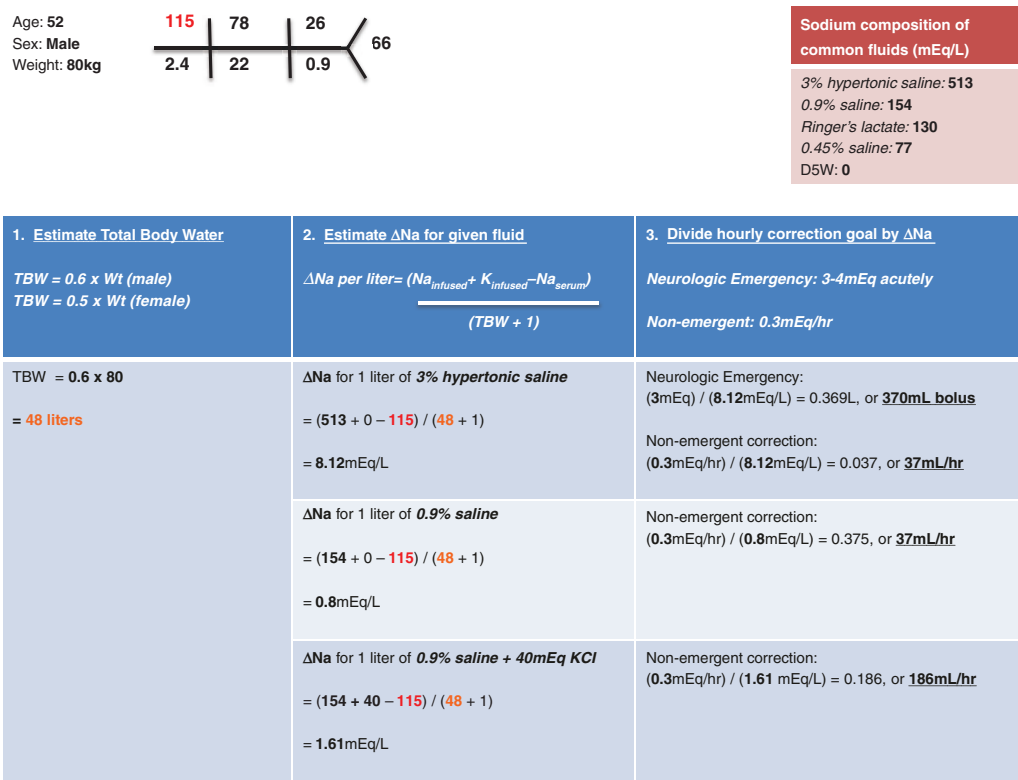 Age: 52
Sex: Male
Weight: 80kg
115 78 26
66
2.4 22 0.9
Sodium composition of
common fluids (mEq/L)
3% hypertonic saline: 513
0.9% saline: 154
Ringer's lactate: 130
0.45% saline: 77
D5W: 0
1. Estimate Total Body Water
TBW = 0.6 x Wt (male)
TBW = 0.5 x Wt (female)
2. Estimate ΔNa for given fluid
ΔNa per liter= (Na infused + K infused – Na serum)
(TBW + 1)
3. Divide hourly correction goal by ΔNa
Neurologic Emergency: 3-4mEq acutely
Non-emergent: 0.3mEq/hr
TBW = 0.6 x 80
= 48 liters
ΔNa for 1 liter of 3% hypertonic saline
= (513 + 0 – 115) / (48 + 1)
= 8.12mEq/L
Neurologic Emergency:
(3mEq) / (8.12mEq/L) = 0.369L, or 370mL bolus
Non-emergent correction:
(0.3mEq/hr) / (8.12mEq/L) = 0.037, or 37mL/hr
ΔNa for 1 liter of 0.9% saline
= (154 + 0 – 115) / (48 + 1)
= 0.8mEq/L
Non-emergent correction:
(0.3mEq/hr) / (0.8mEq/L) = 0.375, or 37mL/hr
ΔNa for 1 liter of 0.9% saline + 40mEq KCl
= (154 + 40 – 115) / (48 + 1)
= 1.61mEq/L
Non-emergent correction:
(0.3mEq/hr) / (1.61 mEq/L) = 0.186, or 186mL/hr